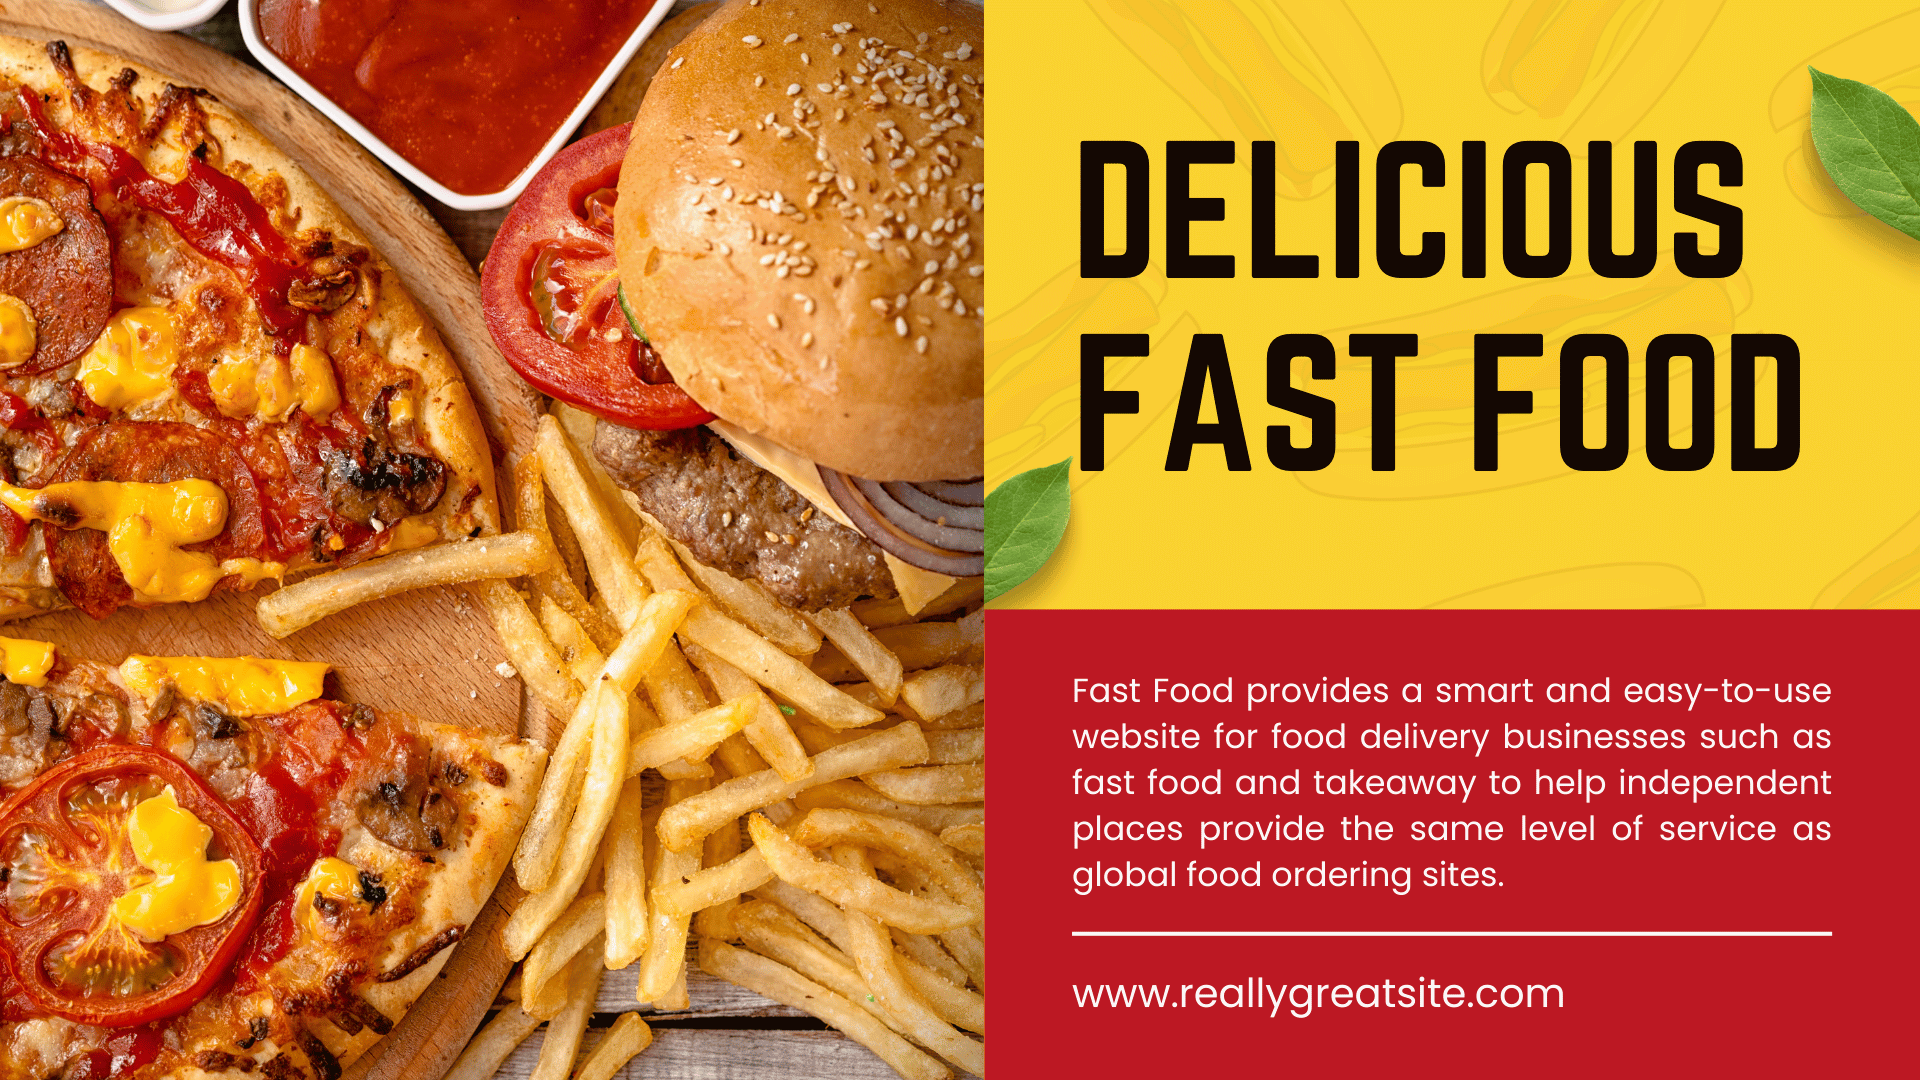 DELICIOUS
FAST FOOD
Fast Food provides a smart and easy-to-use
website for food delivery businesses such as
fast food and takeaway to help independent
places provide the same level of service as
global food ordering sites.
www.reallygreatsite.com